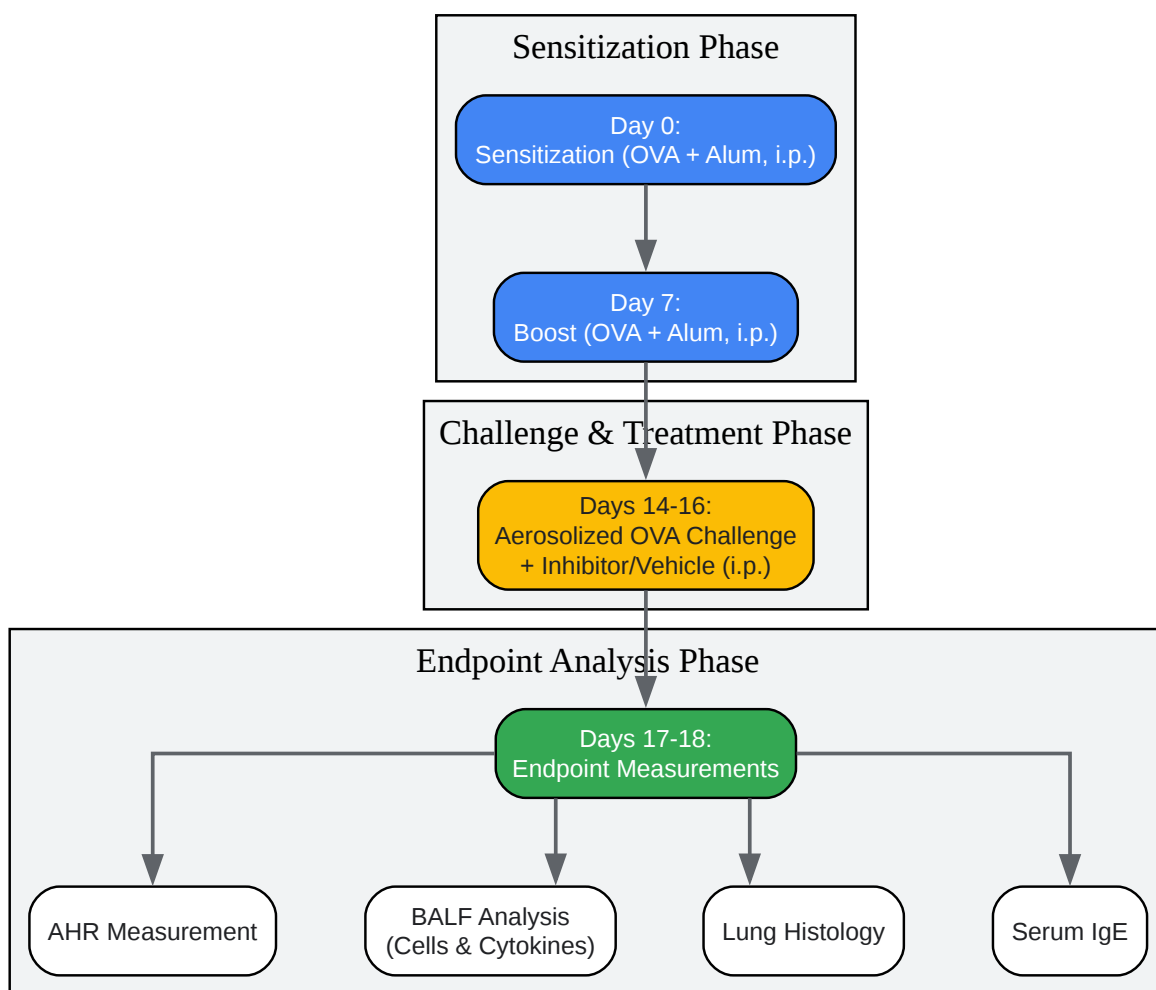 Sensitization Phase
Day 0:
Sensitization (OVA + Alum, i.p.)
Day 7:
Boost (OVA + Alum, i.p.)
Challenge & Treatment Phase
Days 14-16:
Aerosolized OVA Challenge
+ Inhibitor/Vehicle (i.p.)
Endpoint Analysis Phase
Days 17-18:
Endpoint Measurements
AHR Measurement
BALF Analysis
(Cells & Cytokines)
Lung Histology
Serum IgE